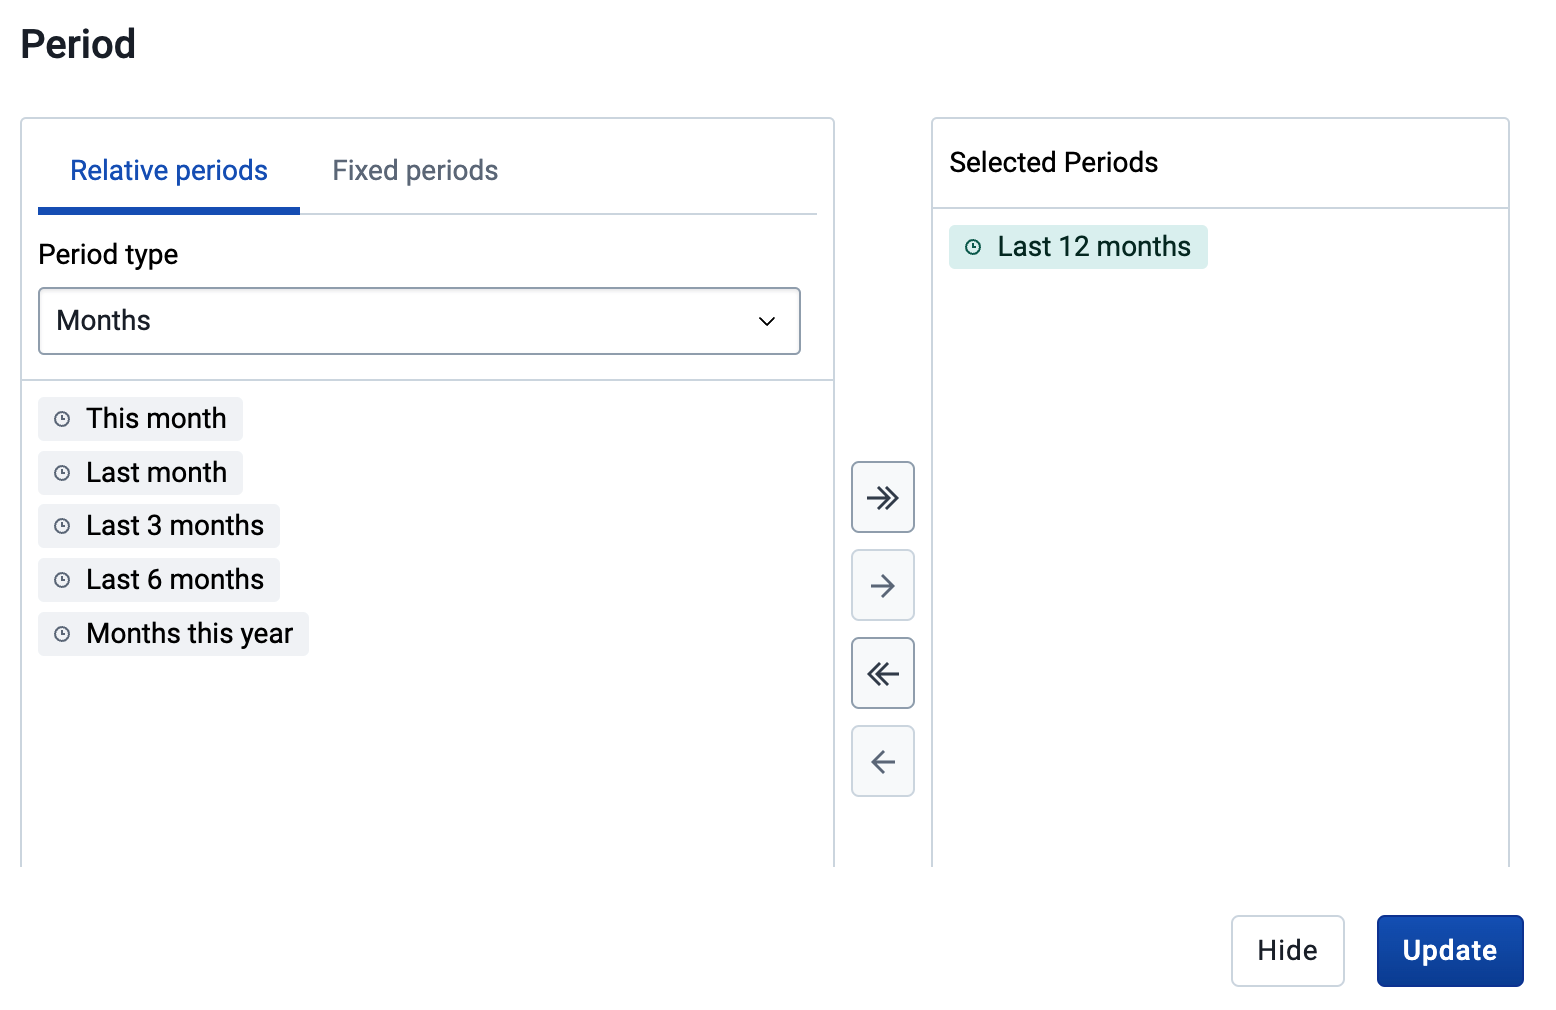 Period
Relative periods
Fixed periods
Period type
Months
This month
Last month
Last 3 months
Last 6 months
Months this year
Selected Periods
Last 12 months
Hide
Update